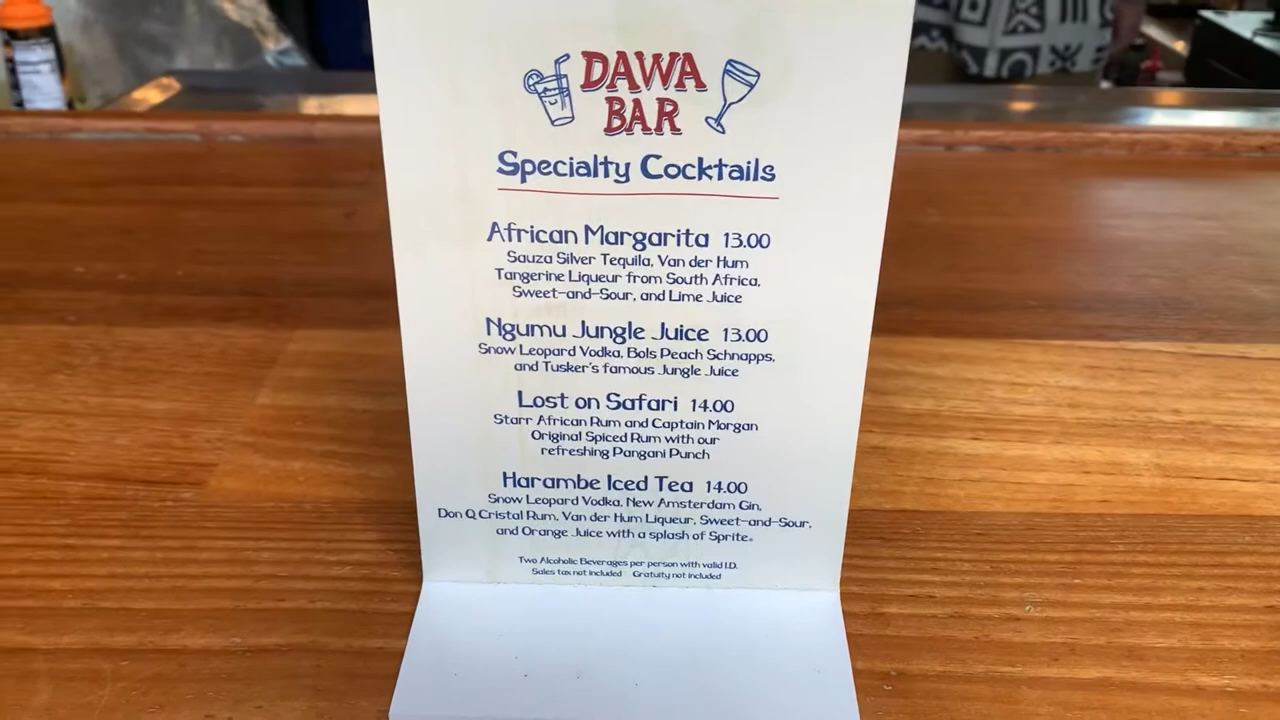 DAWA
BAR
Specialty Cocktails
African Margarita 13.00
Sauza Silver Tequila, Van der Hum
Tangerine Liqueur from South Africa,
Sweet-and-Sour, and Lime Juice
Ngumu Jungle Juice 13.00
Snow Leopard Vodka, Bols Peach Schnapps,
and Tusker's famous Jungle Juice
Lost on Safari 14.00
Starr African Rum and Captain Morgan
Original Spiced Rum with our
refreshing Pangani Punch
Harambe Iced Tea 14.00
Snow Leopard Vodka, New Amsterdam Gin,
Don Q Cristal Rum, Van der Hum Liqueur, Sweet-and-Sour,
and Orange Juice with a splash of Sprite.
Two Alcoholic Beverages per person with valid I.D.
Sales tax not included Gratuity not included